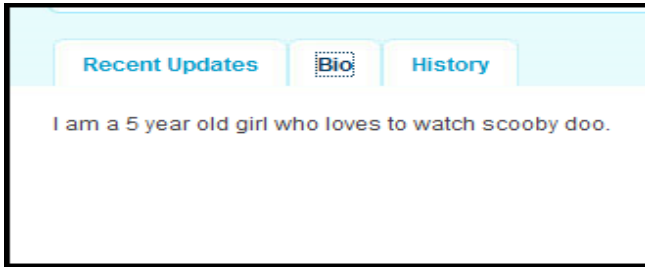 Recent Updates Bio History
I am a 5 year old girl who loves to watch scooby doo.